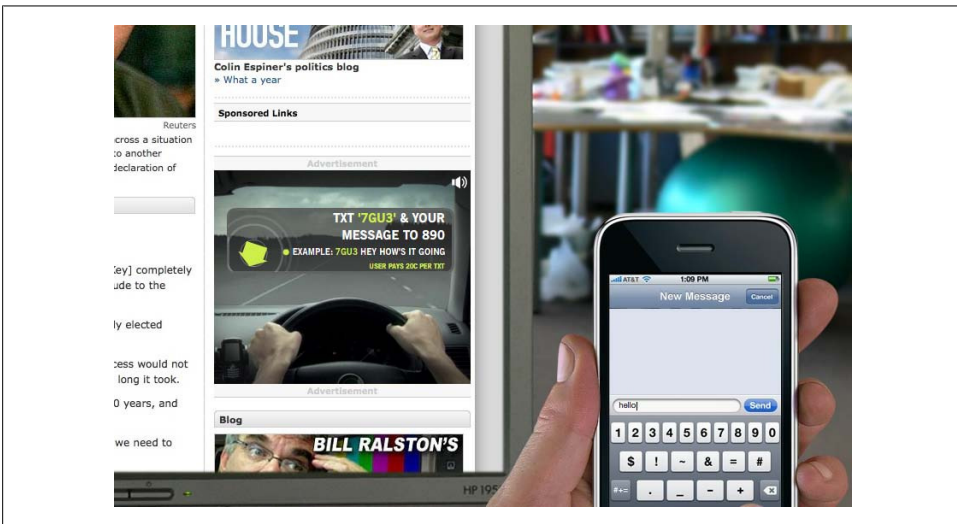 HOUSE
Colin Espiner's politics blog
» What a year
Reuters
cross a situation
to another
declaration of
Sponsored Links
Advertisement
TXT '7GU3' & YOUR
MESSAGE TO 890
EXAMPLE: 7GU3 HEY HOW'S IT GOING
USER PAYS 20C PER TXT
Key] completely
ude to the
ly elected
cess would not
long it took.
0 years, and
we need to
Advertisement
Blog
BILL RALSTON'S
HP 195
AT&T 1:09 PM
New Message Cancel
hello Send
1 2 3 4 5 6 7 8 9 0
$ ! ~ & = #
#+= . _ - +